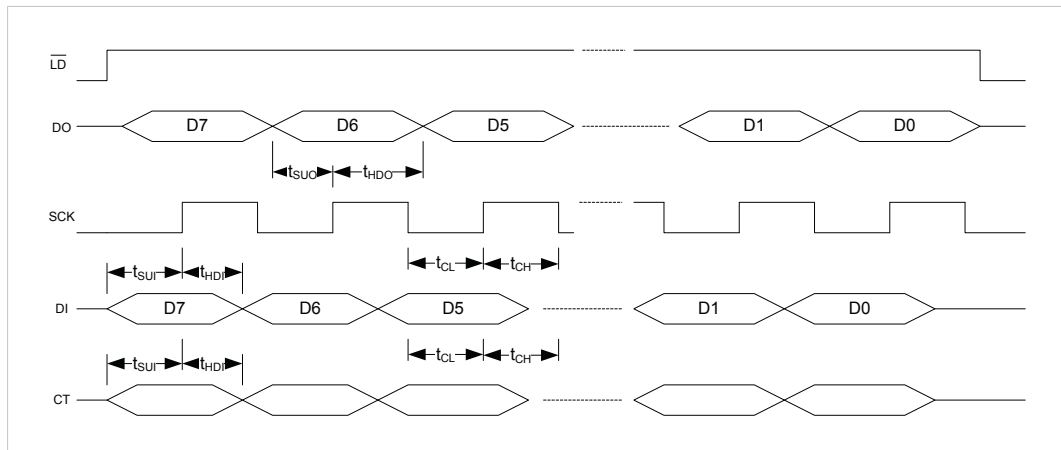 LD
DO D7 D6 D5 D1 D0
tSUO tHDO
SCK
tSUI tHDI tCL tCH
DI D7 D6 D5 D1 D0
tSUI tHDI tCL tCH
CT